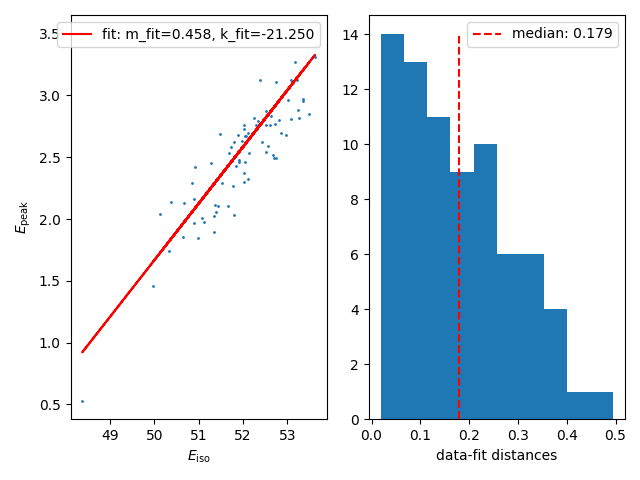 fit: m_fit=0.458, k_fit=-21.250
median: 0.179
3.5
3.0
2.5
2.0
1.5
1.0
0.5
E_peak
49 50 51 52 53
E_iso
14
12
10
8
6
4
2
0
0.0 0.1 0.2 0.3 0.4 0.5
data-fit distances